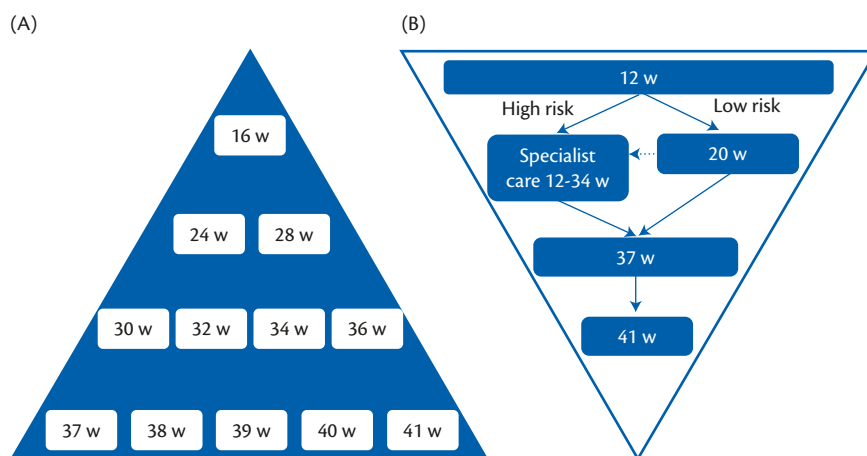 (A)
16 w
24 w 28 w
30 w 32 w 34 w 36 w
37 w 38 w 39 w 40 w 41 w
(B)
12 w
High risk Low risk
Specialist
care 12-34 w
20 w
37 w
41 w